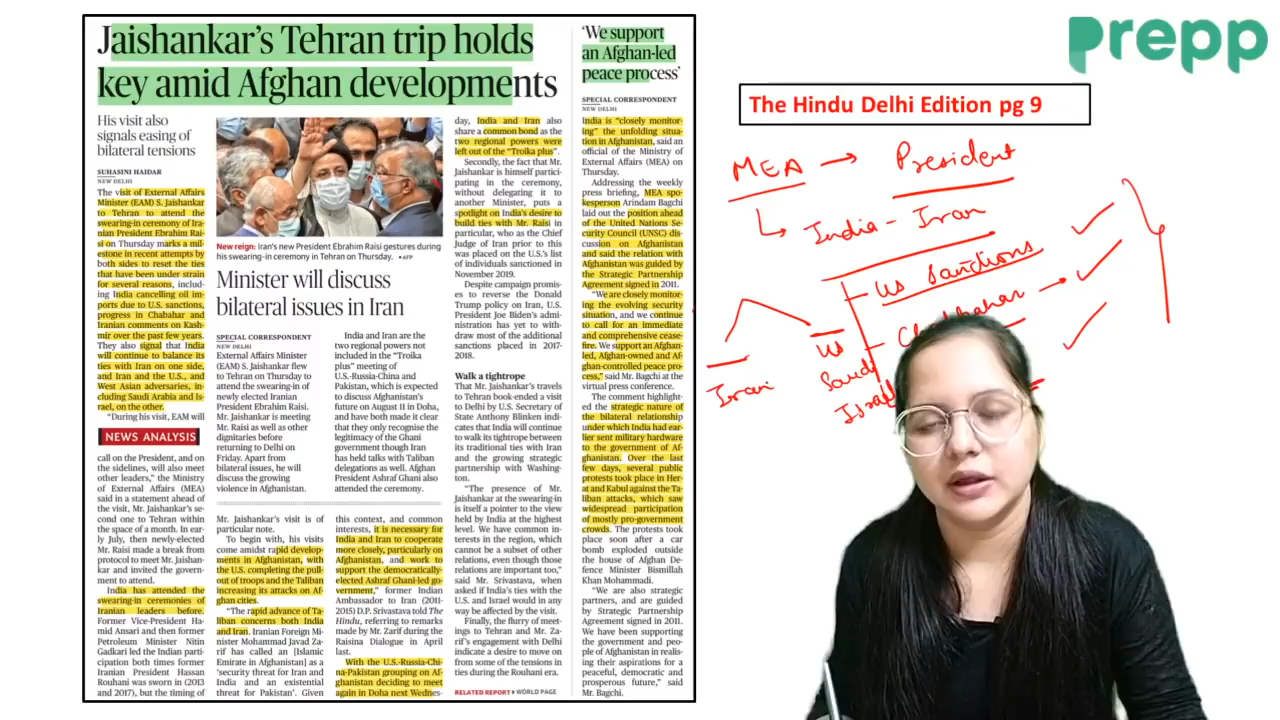 Jaishankar's Tehran trip holds
key amid Afghan developments
His visit also
signals easing of
bilateral tensions
SUHASINI HAIDAR
NEW DELHI
The visit of External Affairs
Minister (EAM) S. Jaishankar
to Tehran to attend the
swearing-in ceremony of Ira-
nian President Ebrahim Rai-
si on Thursday marks a mil-
estone in recent attempts by
both sides to reset the ties
that have been under strain
for several reasons, includ-
ing India cancelling oil im-
ports due to U.S. sanctions,
progress in Chabahar and
Iranian comments on Kash-
mir over the past few years.
They also signal that India
will continue to balance its
ties with Iran on one side,
and Iran and the U.S., and
West Asian adversaries, in-
cluding Saudi Arabia and Is-
rael, on the other.
"During his visit, EAM will
NEWS ANALYSIS
call on the President, and on
the sidelines, will also meet
other leaders," the Ministry
of External Affairs (MEA)
said in a statement ahead of
the visit, Mr. Jaishankar's se-
cond one to Tehran within
the space of a month. In ear-
ly July, then newly-elected
Mr. Raisi made a break from
protocol to meet Mr. Jaishan-
kar and invited the govern-
ment to attend.
India has attended the
swearing-in ceremonies of
Iranian leaders before.
Former Vice-President Ha-
mid Ansari and then former
Petroleum Minister Nitin
Gadkari led the Indian parti-
cipation both times former
Iranian President Hassan
Rouhani was sworn in (2013
and 2017), but the timing of
New reign: Iran's new President Ebrahim Raisi gestures during
his swearing-in ceremony in Tehran on Thursday. •AFP
Minister will discuss
bilateral issues in Iran
SPECIAL CORRESPONDENT
NEW DELHI
External Affairs Minister
(EAM) S. Jaishankar flew
to Tehran on Thursday to
attend the swearing-in of
newly elected Iranian
President Ebrahim Raisi.
Mr. Jaishankar is meeting
Mr. Raisi as well as other
dignitaries before
returning to Delhi on
Friday. Apart from
bilateral issues, he will
discuss the growing
violence in Afghanistan.
India and Iran are the two
regional powers not
included in the "Troika
plus" meeting of
U.S.-Russia-China and
Pakistan, which is expected
to discuss Afghanistan's
future on August 11 in Doha,
and have both made it clear
that they only recognise the
legitimacy of the Ghani
government though Iran
has held talks with Taliban
delegations as well. Afghan
President Ashraf Ghani also
attended the ceremony.
Mr. Jaishankar's visit is of
particular note.
To begin with, his visits
come amidst rapid develop-
ments in Afghanistan, with
the U.S. completing the pull-
out of troops and the Taliban
increasing its attacks on Af-
ghan cities.
"The rapid advance of Ta-
liban concerns both India
and Iran. Iranian Foreign Mi-
nister Mohammad Javad Za-
rif has called an [Islamic
Emirate in Afghanistan] as a
'security threat for Iran and
India and an existential
threat for Pakistan'. Given
this context, and common
interests, it is necessary for
India and Iran to cooperate
more closely, particularly on
Afghanistan, and work to
support the democratically-
elected Ashraf Ghani-led go-
vernment," former Indian
Ambassador to Iran (2011-
2015) D.P. Srivastava told The
Hindu, referring to remarks
made by Mr. Zarif during the
Raisina Dialogue in April
last.
With the U.S.-Russia-Chi-
na-Pakistan grouping on Af-
ghanistan deciding to meet
again in Doha next Wednes-
day, India and Iran also
share a common bond as the
two regional powers were
left out of the "Troika plus".
Secondly, the fact that Mr.
Jaishankar is himself partici-
pating in the ceremony,
without delegating it to
another Minister, puts a
spotlight on India's desire to
build ties with Mr. Raisi in
particular, who as the Chief
Judge of Iran prior to this
was placed on the U.S.'s list
of individuals sanctioned in
November 2019.
Despite campaign promis-
es to reverse the Donald
Trump policy on Iran, U.S.
President Joe Biden's admi-
nistration has yet to with-
draw most of the additional
sanctions placed in 2017-
2018.
Walk a tightrope
That Mr. Jaishankar's travels
to Tehran book-ended a visit
to Delhi by U.S. Secretary of
State Anthony Blinken indi-
cates that India will continue
to walk its tightrope between
its traditional ties with Iran
and the growing strategic
partnership with Washing-
ton.
"The presence of Mr.
Jaishankar at the swearing-in
is itself a pointer to the view
held by India at the highest
level. We have common in-
terests in the region, which
cannot be a subset of other
relations, even though those
relations are important too,"
said Mr. Srivastava, when
asked if India's ties with the
U.S. and Israel would in any
way be affected by the visit.
Finally, the flurry of meet-
ings to Tehran and Mr. Za-
rif's engagement with Delhi
indicate a desire to move on
from some of the tensions in
ties during the Rouhani era.
RELATED REPORT ▸ WORLD PAGE
'We support
an Afghan-led
peace process'
SPECIAL CORRESPONDENT
NEW DELHI
India is "closely monitor-
ing" the unfolding situa-
tion in Afghanistan, said an
official of the Ministry of
External Affairs (MEA) on
Thursday.
Addressing the weekly
press briefing, MEA spo-
kesperson Arindam Bagchi
laid out the position ahead
of the United Nations Se-
curity Council (UNSC) dis-
cussion on Afghanistan
and said the relation with
Afghanistan was guided by
the Strategic Partnership
Agreement signed in 2011.
"We are closely monitor-
ing the evolving security
situation, and we continue
to call for an immediate
and comprehensive cease-
fire. We support an Afghan-
led, Afghan-owned and Af-
ghan-controlled peace pro-
cess," said Mr. Bagchi at the
virtual press conference.
The comment highlight-
ed the strategic nature of
the bilateral relationship
under which India had ear-
lier sent military hardware
to the government of Af-
ghanistan. Over the last
few days, several public
protests took place in Her-
at and Kabul against the Ta-
liban attacks, which saw
widespread participation
of mostly pro-government
crowds. The protests took
place soon after a car
bomb exploded outside
the house of Afghan De-
fence Minister Bismillah
Khan Mohammadi.
"We are also strategic
partners, and are guided
by Strategic Partnership
Agreement signed in 2011.
We have been supporting
the government and peo-
ple of Afghanistan in realis-
ing their aspirations for a
peaceful, democratic and
prosperous future," said
Mr. Bagchi.
Prepp
The Hindu Delhi Edition pg 9
MEA → President
↳ India - Iran
US Sanctions
Iran
US
Saudi